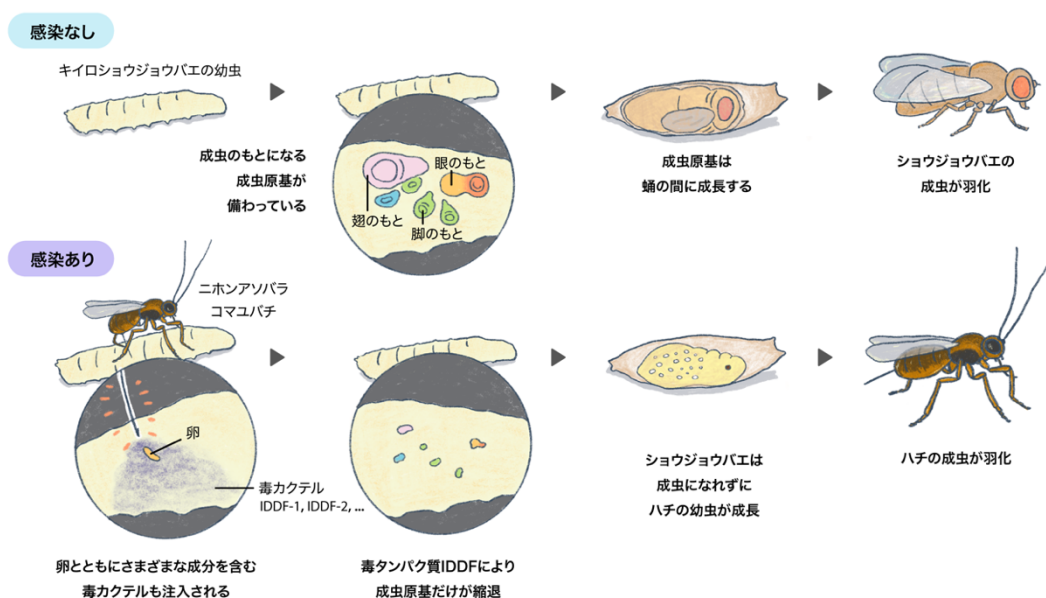 感染なし
キイロショウジョウバエの幼虫
成虫のもとになる
成虫原基が
備わっている
眼のもと
翅のもと
脚のもと
成虫原基は
蛹の間に成長する
ショウジョウバエの
成虫が羽化
感染あり
ニホンアソバラ
コマユバチ
卵
毒カクテル
IDDF-1, IDDF-2, ...
卵とともにさまざまな成分を含む
毒カクテルも注入される
毒タンパク質IDDFにより
成虫原基だけが縮退
ショウジョウバエは
成虫になれずに
ハチの幼虫が成長
ハチの成虫が羽化